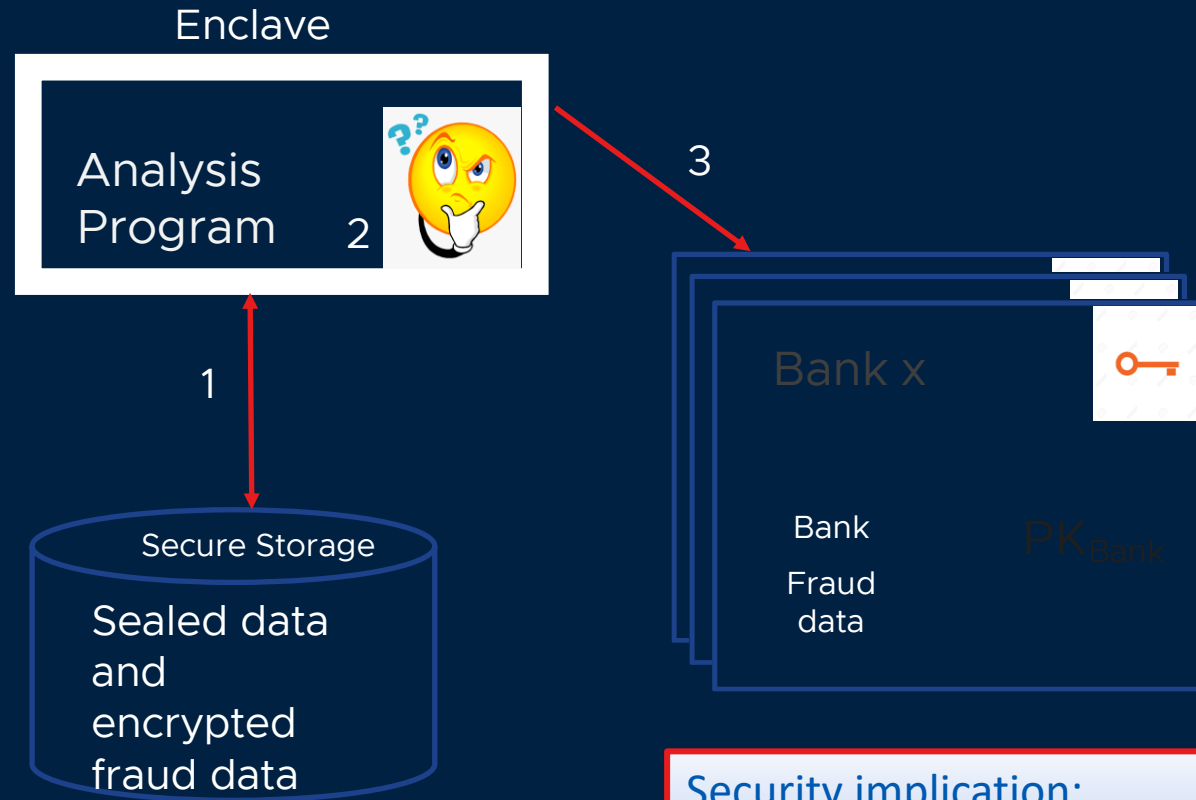 Enclave
Analysis
Program
2
??
3
1
Secure Storage
Sealed data
and
encrypted
fraud data
Bank x
Bank
Fraud
data
PKBank
Security implication: